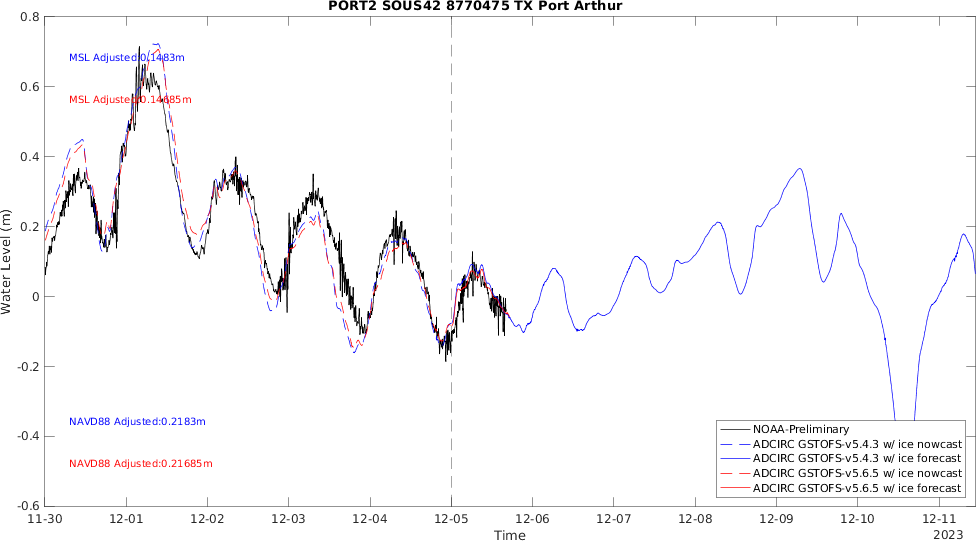 PORT2 SOUS42 8770475 TX Port Arthur
0.8
0.6
0.4
0.2
0
-0.2
-0.4
-0.6
Water Level (m)
MSL Adjusted:0.1483m
MSL Adjusted:0.14685m
NAVD88 Adjusted:0.2183m
NAVD88 Adjusted:0.21685m
NOAA-Preliminary
ADCIRC GSTOFS-v5.4.3 w/ ice nowcast
ADCIRC GSTOFS-v5.4.3 w/ ice forecast
ADCIRC GSTOFS-v5.6.5 w/ ice nowcast
ADCIRC GSTOFS-v5.6.5 w/ ice forecast
11-30 12-01 12-02 12-03 12-04 12-05 12-06 12-07 12-08 12-09 12-10 12-11
Time
2023